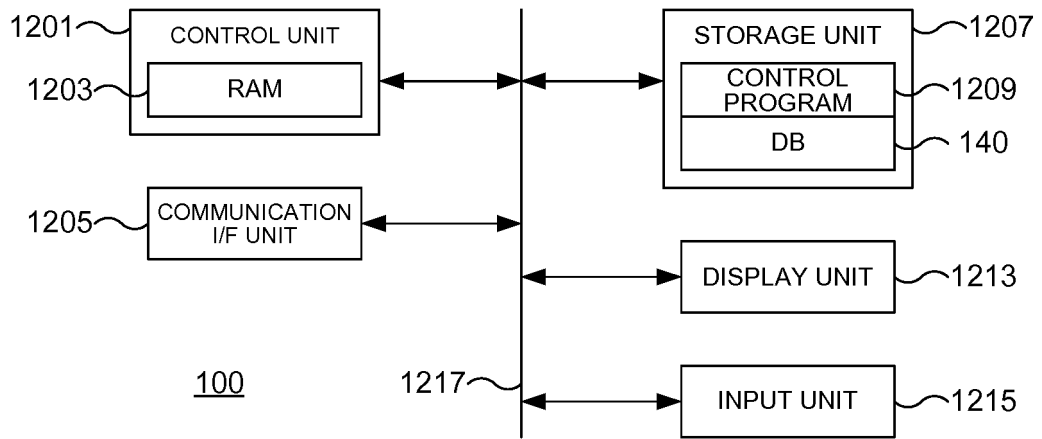 1201
CONTROL UNIT
1203
RAM
1205
COMMUNICATION
I/F UNIT
STORAGE UNIT
1207
CONTROL
PROGRAM
1209
DB
140
DISPLAY UNIT
1213
100
1217
INPUT UNIT
1215